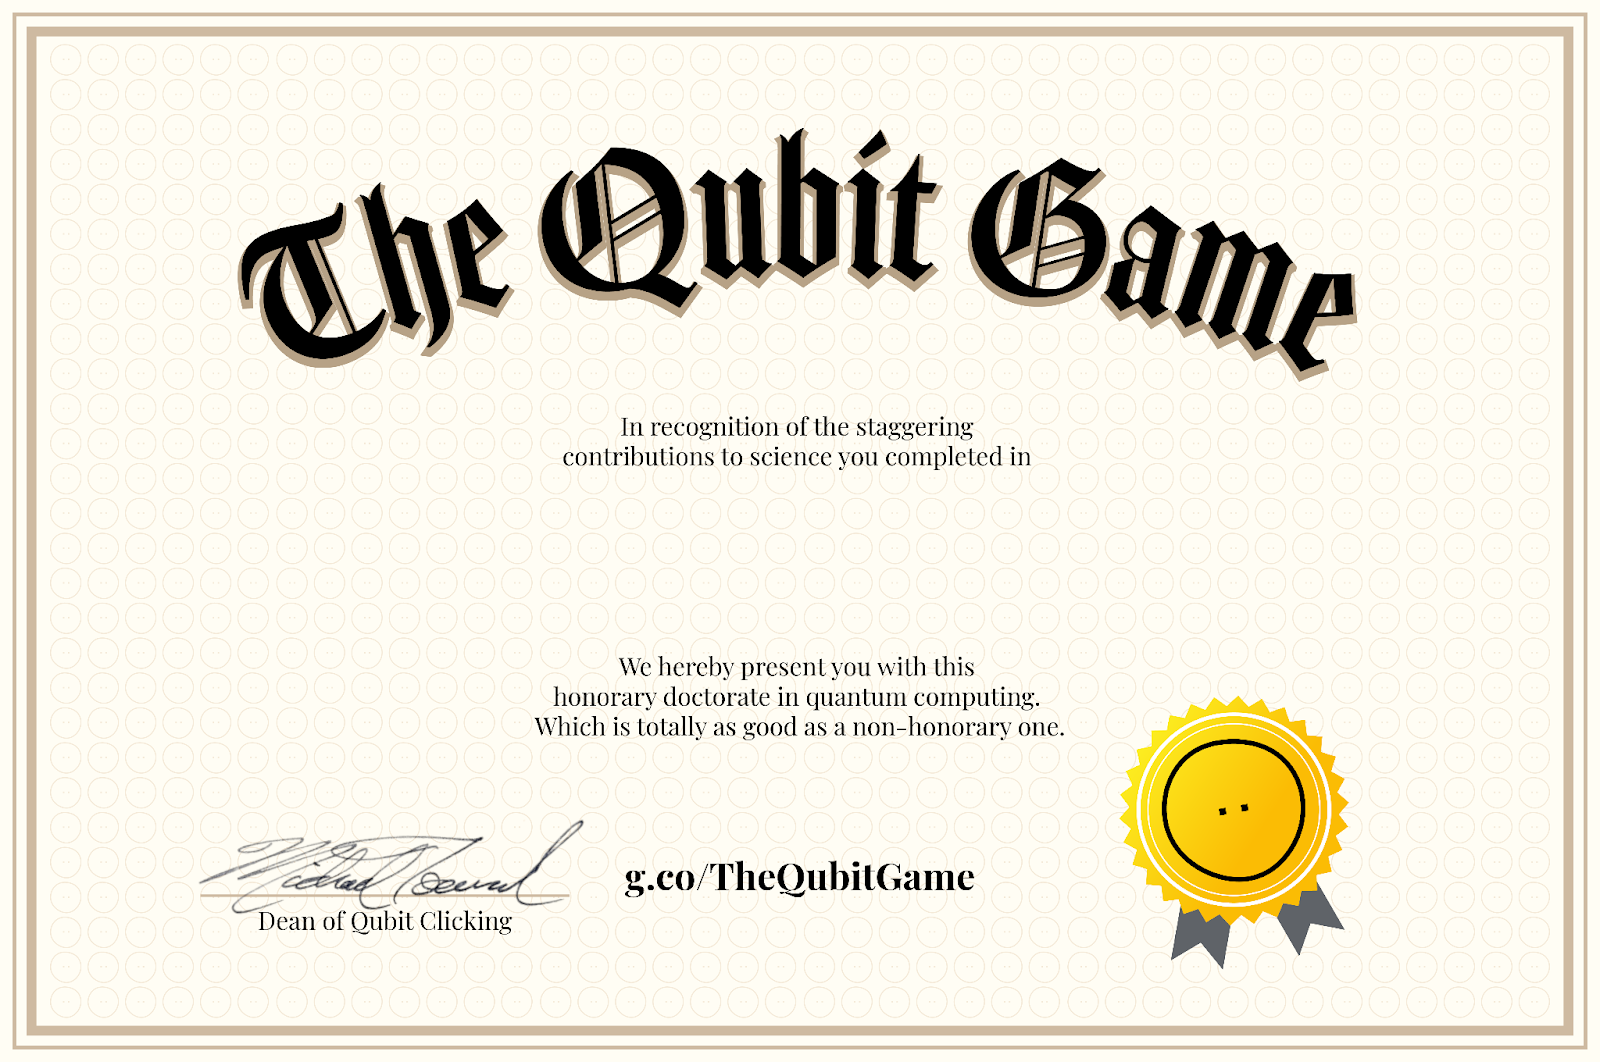 The Qubit Game
In recognition of the staggering
contributions to science you completed in
We hereby present you with this
honorary doctorate in quantum computing.
Which is totally as good as a non-honorary one.
g.co/TheQubitGame
Dean of Qubit Clicking